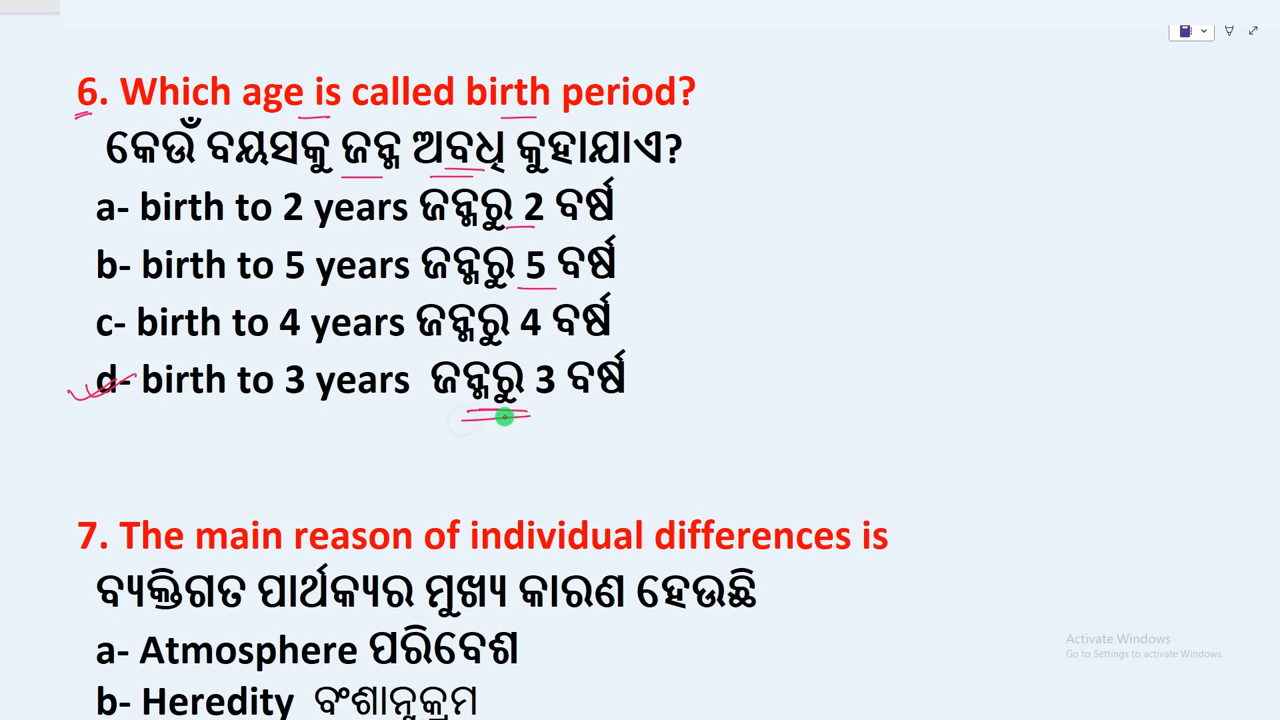 6. Which age is called birth period?
କେଉଁ ବୟସକୁ ଜନ୍ମ ଅବଧି କୁହାଯାଏ?
a- birth to 2 years ଜନ୍ମରୁ 2 ବର୍ଷ
b- birth to 5 years ଜନ୍ମରୁ 5 ବର୍ଷ
c- birth to 4 years ଜନ୍ମରୁ 4 ବର୍ଷ
d- birth to 3 years ଜନ୍ମରୁ 3 ବର୍ଷ
7. The main reason of individual differences is
ବ୍ୟକ୍ତିଗତ ପାର୍ଥକ୍ୟର ମୁଖ୍ୟ କାରଣ ହେଉଛି
a- Atmosphere ପରିବେଶ
Activate Windows
Go to Settings to activate Windows.
b- Heredity ବଂଶାନୁକ୍ରମ